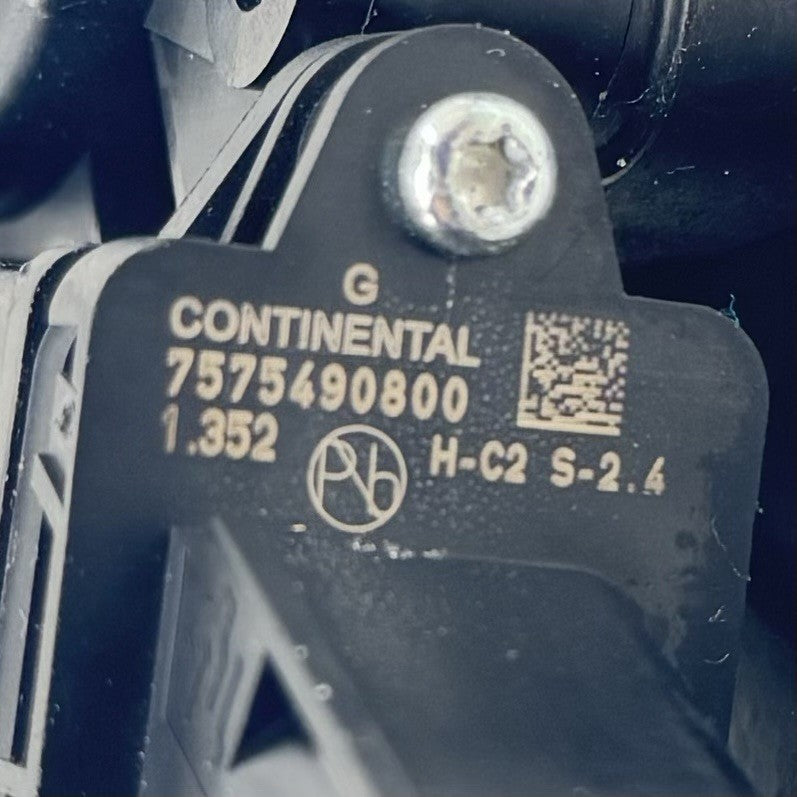 G
CONTINENTAL
7575490800
1.352
Pb
H-C2 S-2.4